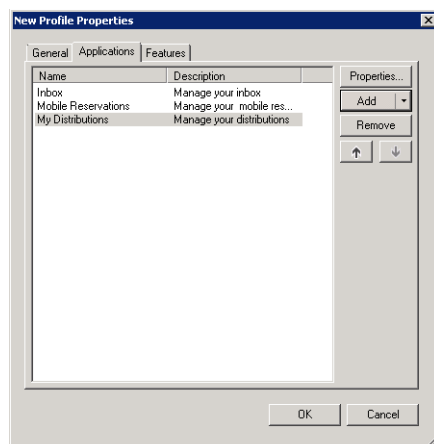 New Profile Properties
General Applications Features
Name Description
Inbox Manage your inbox
Mobile Reservations Manage your mobile res...
My Distributions Manage your distributions
Properties...
Add
Remove
OK Cancel